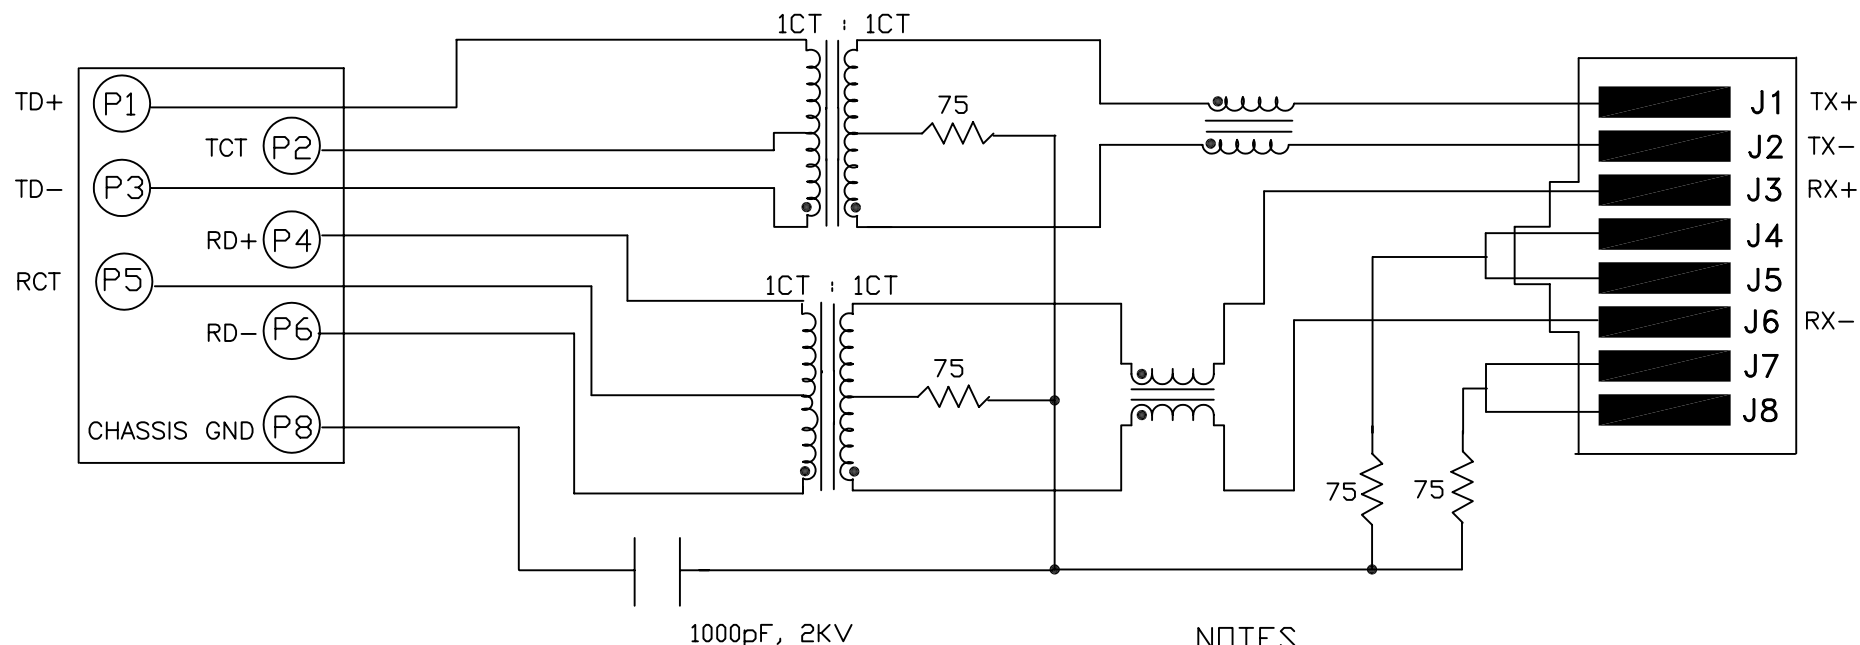 1CT : 1CT
TD+ P1 75 J1 TX+
TCT P2 J2 TX-
TD- P3 J3 RX+
RD+ P4 J4
RCT P5 1CT : 1CT J5
RD- P6 J6 RX-
75 J7
J8
CHASSIS GND P8
75 75
1000pF, 2KV NOTES